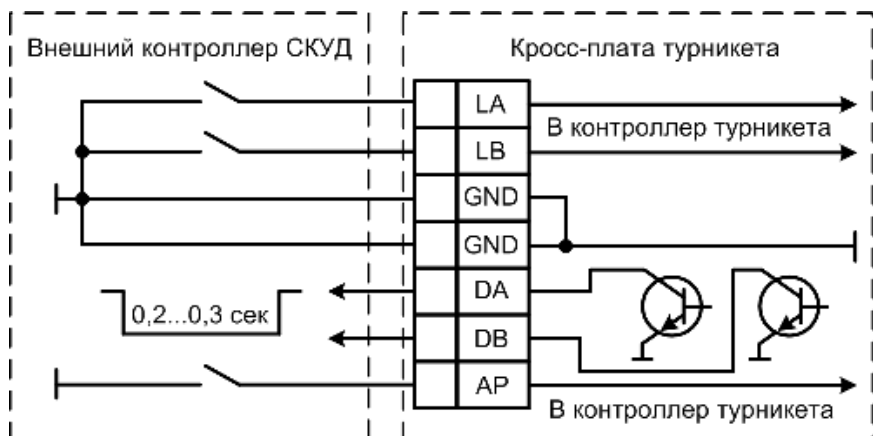 Внешний контроллер СКУД
Кросс-плата турникета
LA
В контроллер турникета
LB
GND
GND
DA
0,2...0,3 сек
DB
AP
В контроллер турникета